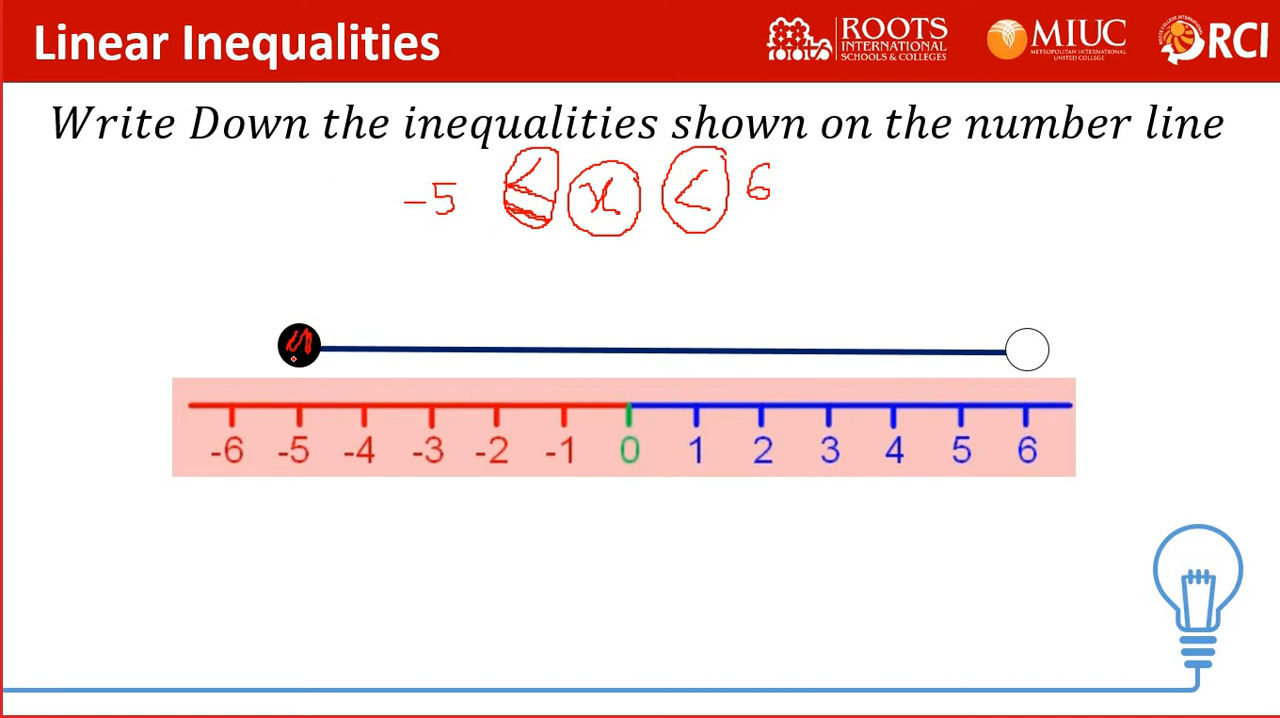 Linear Inequalities
ROOTS
INTERNATIONAL
SCHOOLS & COLLEGES
MIUC
METROPOLITAN INTERNATIONAL
UNITED COLLEGE
RCI
Write Down the inequalities shown on the number line
-5 ≤ x < 6
-6 -5 -4 -3 -2 -1 0 1 2 3 4 5 6